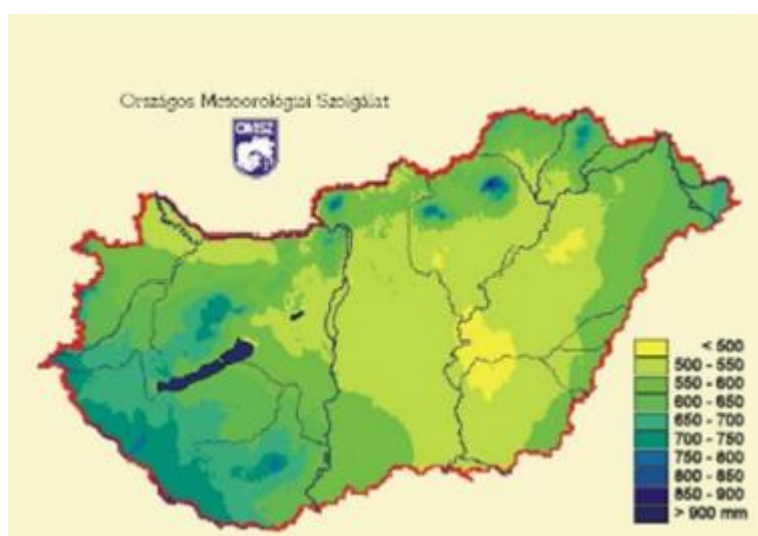 Országos Meteorológiai Szolgálat
OMSZ
< 500
500 - 550
550 - 600
600 - 650
650 - 700
700 - 750
750 - 800
800 - 850
850 - 900
> 900 mm